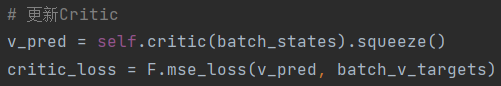 # 更新Critic
v_pred = self.critic(batch_states).squeeze()
critic_loss = F.mse_loss(v_pred, batch_v_targets)